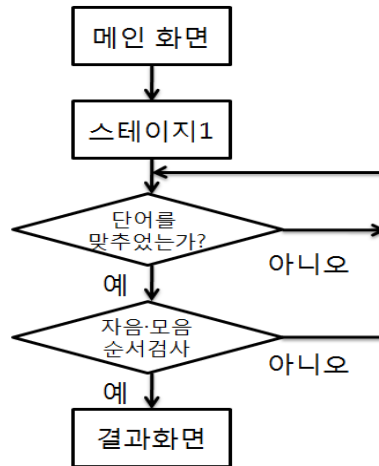 메인 화면
스테이지1
단어를
맞추었는가?
아니오
예
자음·모음
순서검사
아니오
예
결과화면